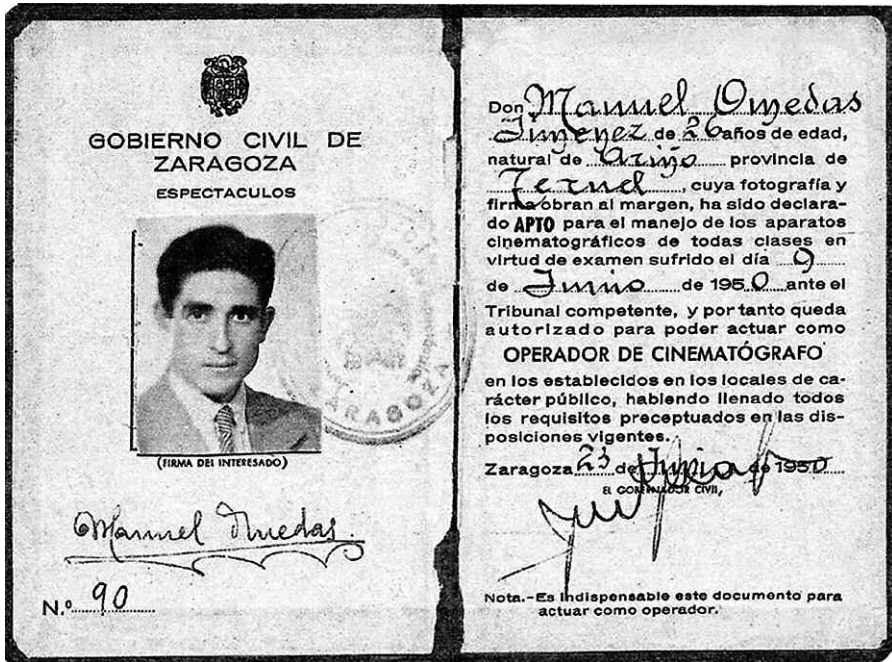 GOBIERNO CIVIL DE
ZARAGOZA
ESPECTACULOS
(FIRMA DEL INTERESADO)
Manuel
N.º 90
ZARAGOZA
Don Manuel Omedas
Jimenez de 26 años de edad,
natural de Ariño provincia de
Teruel, cuya fotografía y
firma obran al margen, ha sido declara-
do APTO para el manejo de los aparatos
cinematográficos de todas clases en
virtud de examen sufrido el día 9
de Junio de 1950 ante el
Tribunal competente, y por tanto queda
autorizado para poder actuar como
OPERADOR DE CINEMATÓGRAFO
en los establecidos en los locales de ca-
rácter público, habiendo llenado todos
los requisitos preceptuados en las dis-
posiciones vigentes.
Zaragoza 23 de Junio de 1950
EL GOBERNADOR CIVIL,
Nota.-Es indispensable este documento para
actuar como operador.